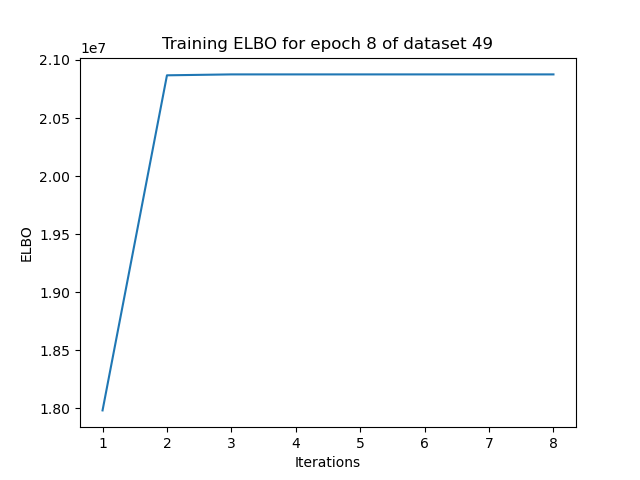 Training ELBO for epoch 8 of dataset 49
1e7
2.10
2.05
2.00
1.95
1.90
1.85
1.80
ELBO
1 2 3 4 5 6 7 8
Iterations